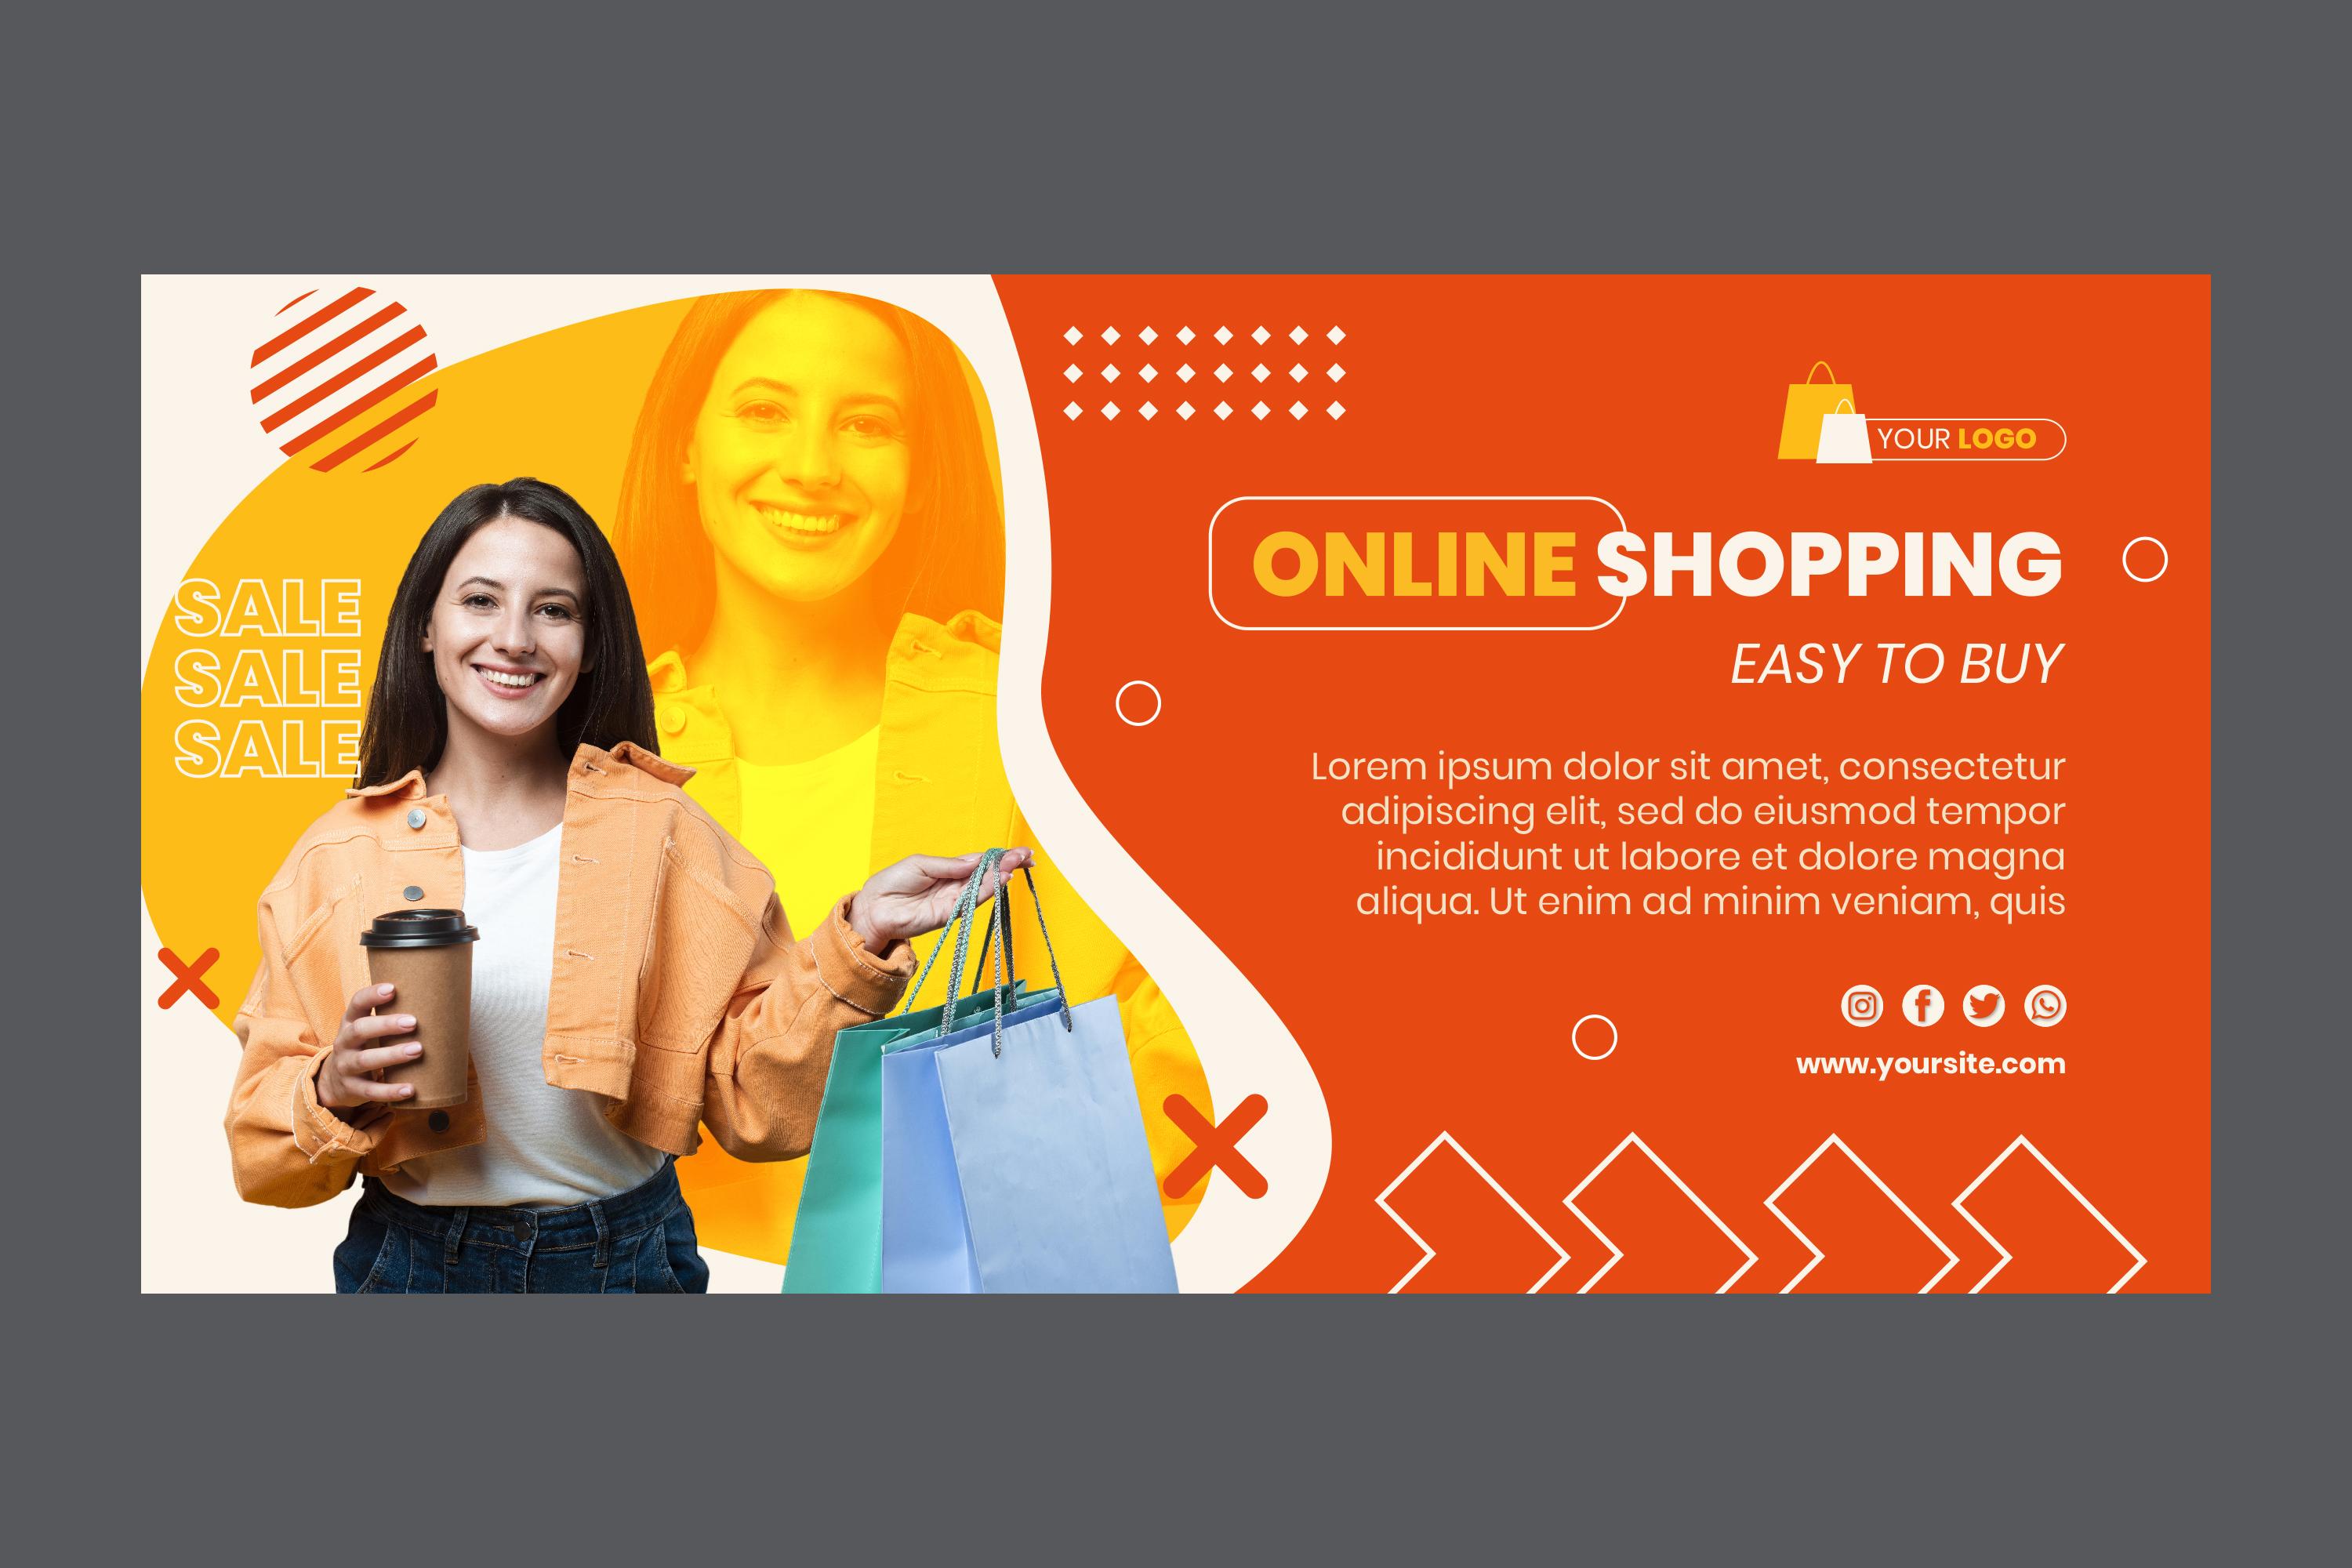 SALE
SALE
SALE
YOUR LOGO
ONLINE SHOPPING
EASY TO BUY
Lorem ipsum dolor sit amet, consectetur
adipiscing elit, sed do eiusmod tempor
incididunt ut labore et dolore magna
aliqua. Ut enim ad minim veniam, quis
www.yoursite.com